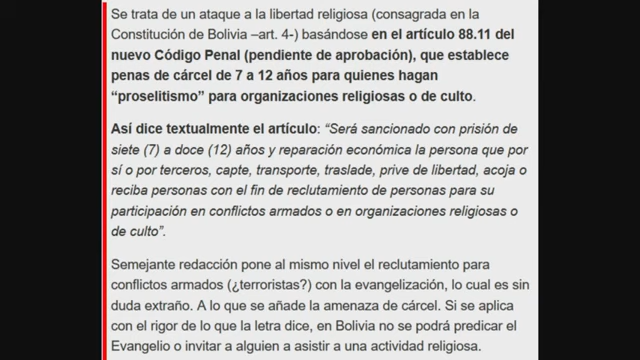 Se trata de un ataque a la libertad religiosa (consagrada en la
Constitución de Bolivia –art. 4-) basándose en el artículo 88.11 del
nuevo Código Penal (pendiente de aprobación), que establece
penas de cárcel de 7 a 12 años para quienes hagan
“proselitismo” para organizaciones religiosas o de culto.
Así dice textualmente el artículo: “Será sancionado con prisión de
siete (7) a doce (12) años y reparación económica la persona que por
sí o por terceros, capte, transporte, traslade, prive de libertad, acoja o
reciba personas con el fin de reclutamiento de personas para su
participación en conflictos armados o en organizaciones religiosas o
de culto”.
Semejante redacción pone al mismo nivel el reclutamiento para
conflictos armados (¿terroristas?) con la evangelización, lo cual es sin
duda extraño. A lo que se añade la amenaza de cárcel. Si se aplica
con el rigor de lo que la letra dice, en Bolivia no se podrá predicar el
Evangelio o invitar a alguien a asistir a una actividad religiosa.